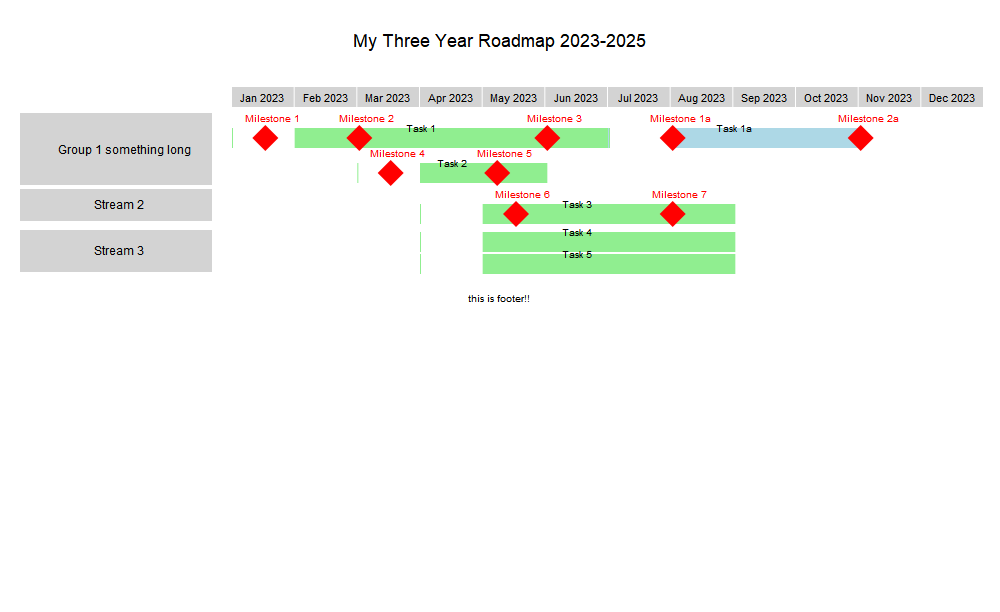 My Three Year Roadmap 2023-2025
Jan 2023 Feb 2023 Mar 2023 Apr 2023 May 2023 Jun 2023 Jul 2023 Aug 2023 Sep 2023 Oct 2023 Nov 2023 Dec 2023
Milestone 1 Milestone 2 Milestone 3 Milestone 1a Milestone 2a
Task 1 Task 1a
Group 1 something long
Milestone 4 Milestone 5
Task 2
Milestone 6 Milestone 7
Stream 2 Task 3
Task 4
Stream 3
Task 5
this is footer!!